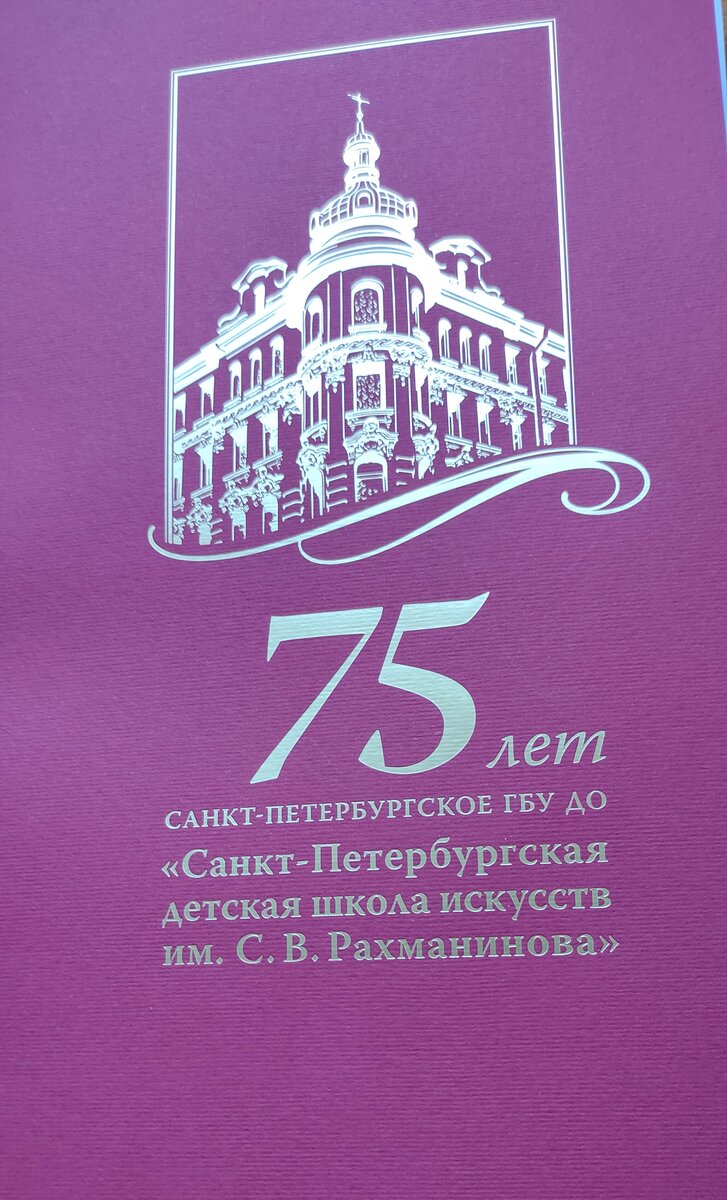 75 лет
САНКТ-ПЕТЕРБУРГСКОЕ ГБУ ДО
«Санкт-Петербургская
детская школа искусств
им. С. В. Рахманинова»